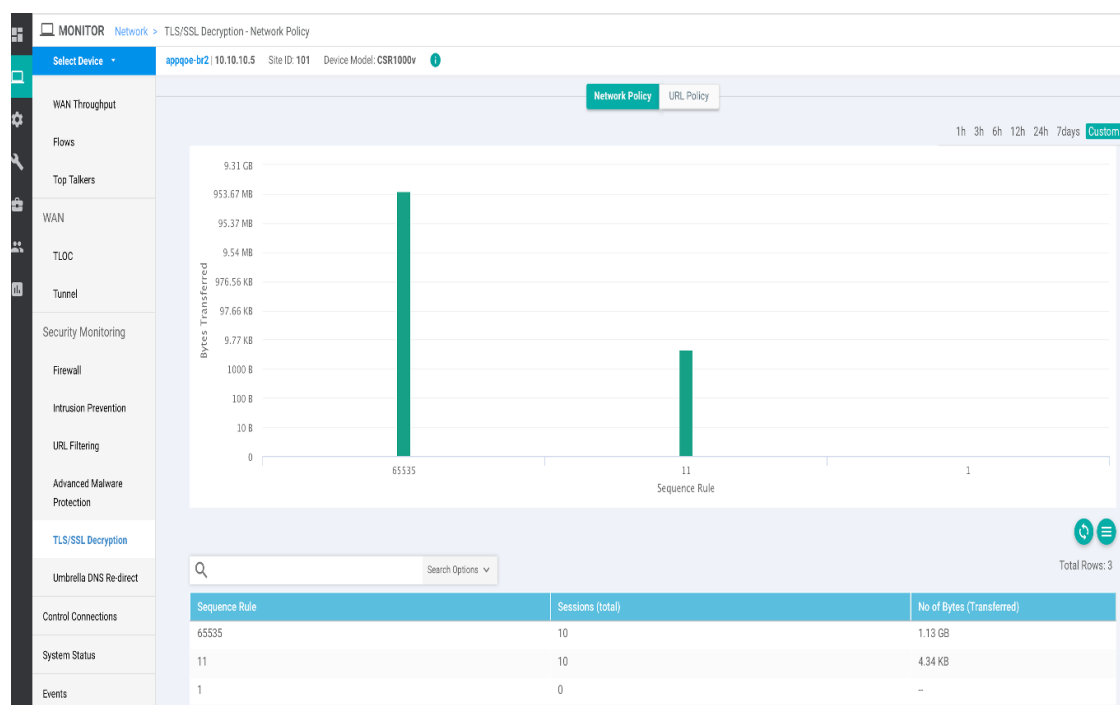 MONITOR Network > TLS/SSL Decryption - Network Policy
Select Device appqoe-br2 | 10.10.10.5 Site ID: 101 Device Model: CSR1000v i
WAN Throughput
Flows
Top Talkers
WAN
TLOC
Tunnel
Security Monitoring
Firewall
Intrusion Prevention
URL Filtering
Advanced Malware
Protection
TLS/SSL Decryption
Umbrella DNS Re-direct
Control Connections
System Status
Events
Network Policy URL Policy
1h 3h 6h 12h 24h 7days Custom
Bytes Transferred
9.31 GB
953.67 MB
95.37 MB
9.54 MB
976.56 KB
97.66 KB
9.77 KB
1000 B
100 B
10 B
0
65535 11 1
Sequence Rule
Search Options
Total Rows: 3
Sequence Rule Sessions (total) No of Bytes (Transferred)
65535 10 1.13 GB
11 10 4.34 KB
1 0 --